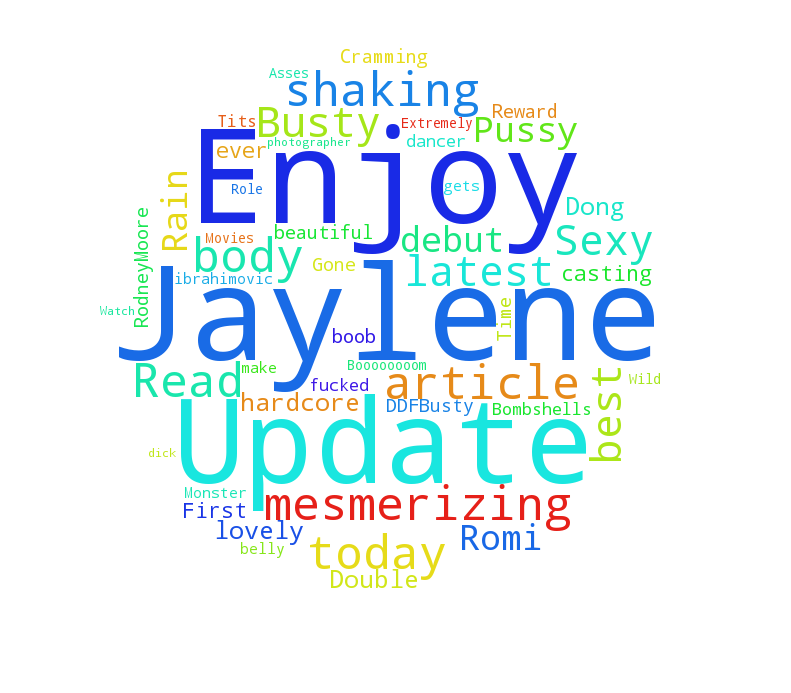 Cramming
Asses
shaking
Reward
Tits
Busty
Extremely
Pussy
ever
photographer
dancer
Enjoy
Rain
Role
gets
Dong
RodneyMoore
Movies
beautiful
debut
Sexy
body
Gone
latest
casting
ibrahimovic
Watch
Jaylene
Time
boob
Read
make
Boooooooom
article
best
Wild
fucked
hardcore
DDFBusty
Bombshells
Update
dick
Monster
First
mesmerizing
lovely
belly
today
Romi
Double